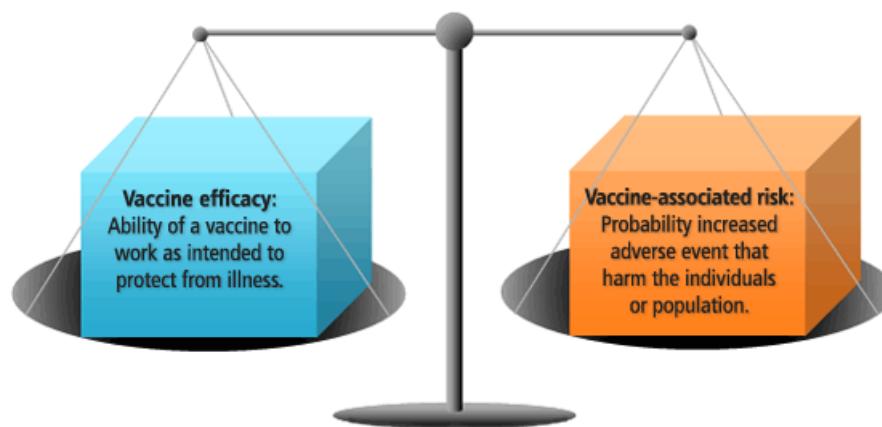 Vaccine efficacy:
Ability of a vaccine to
work as intended to
protect from illness.
Vaccine-associated risk:
Probability increased
adverse event that
harm the individuals
or population.